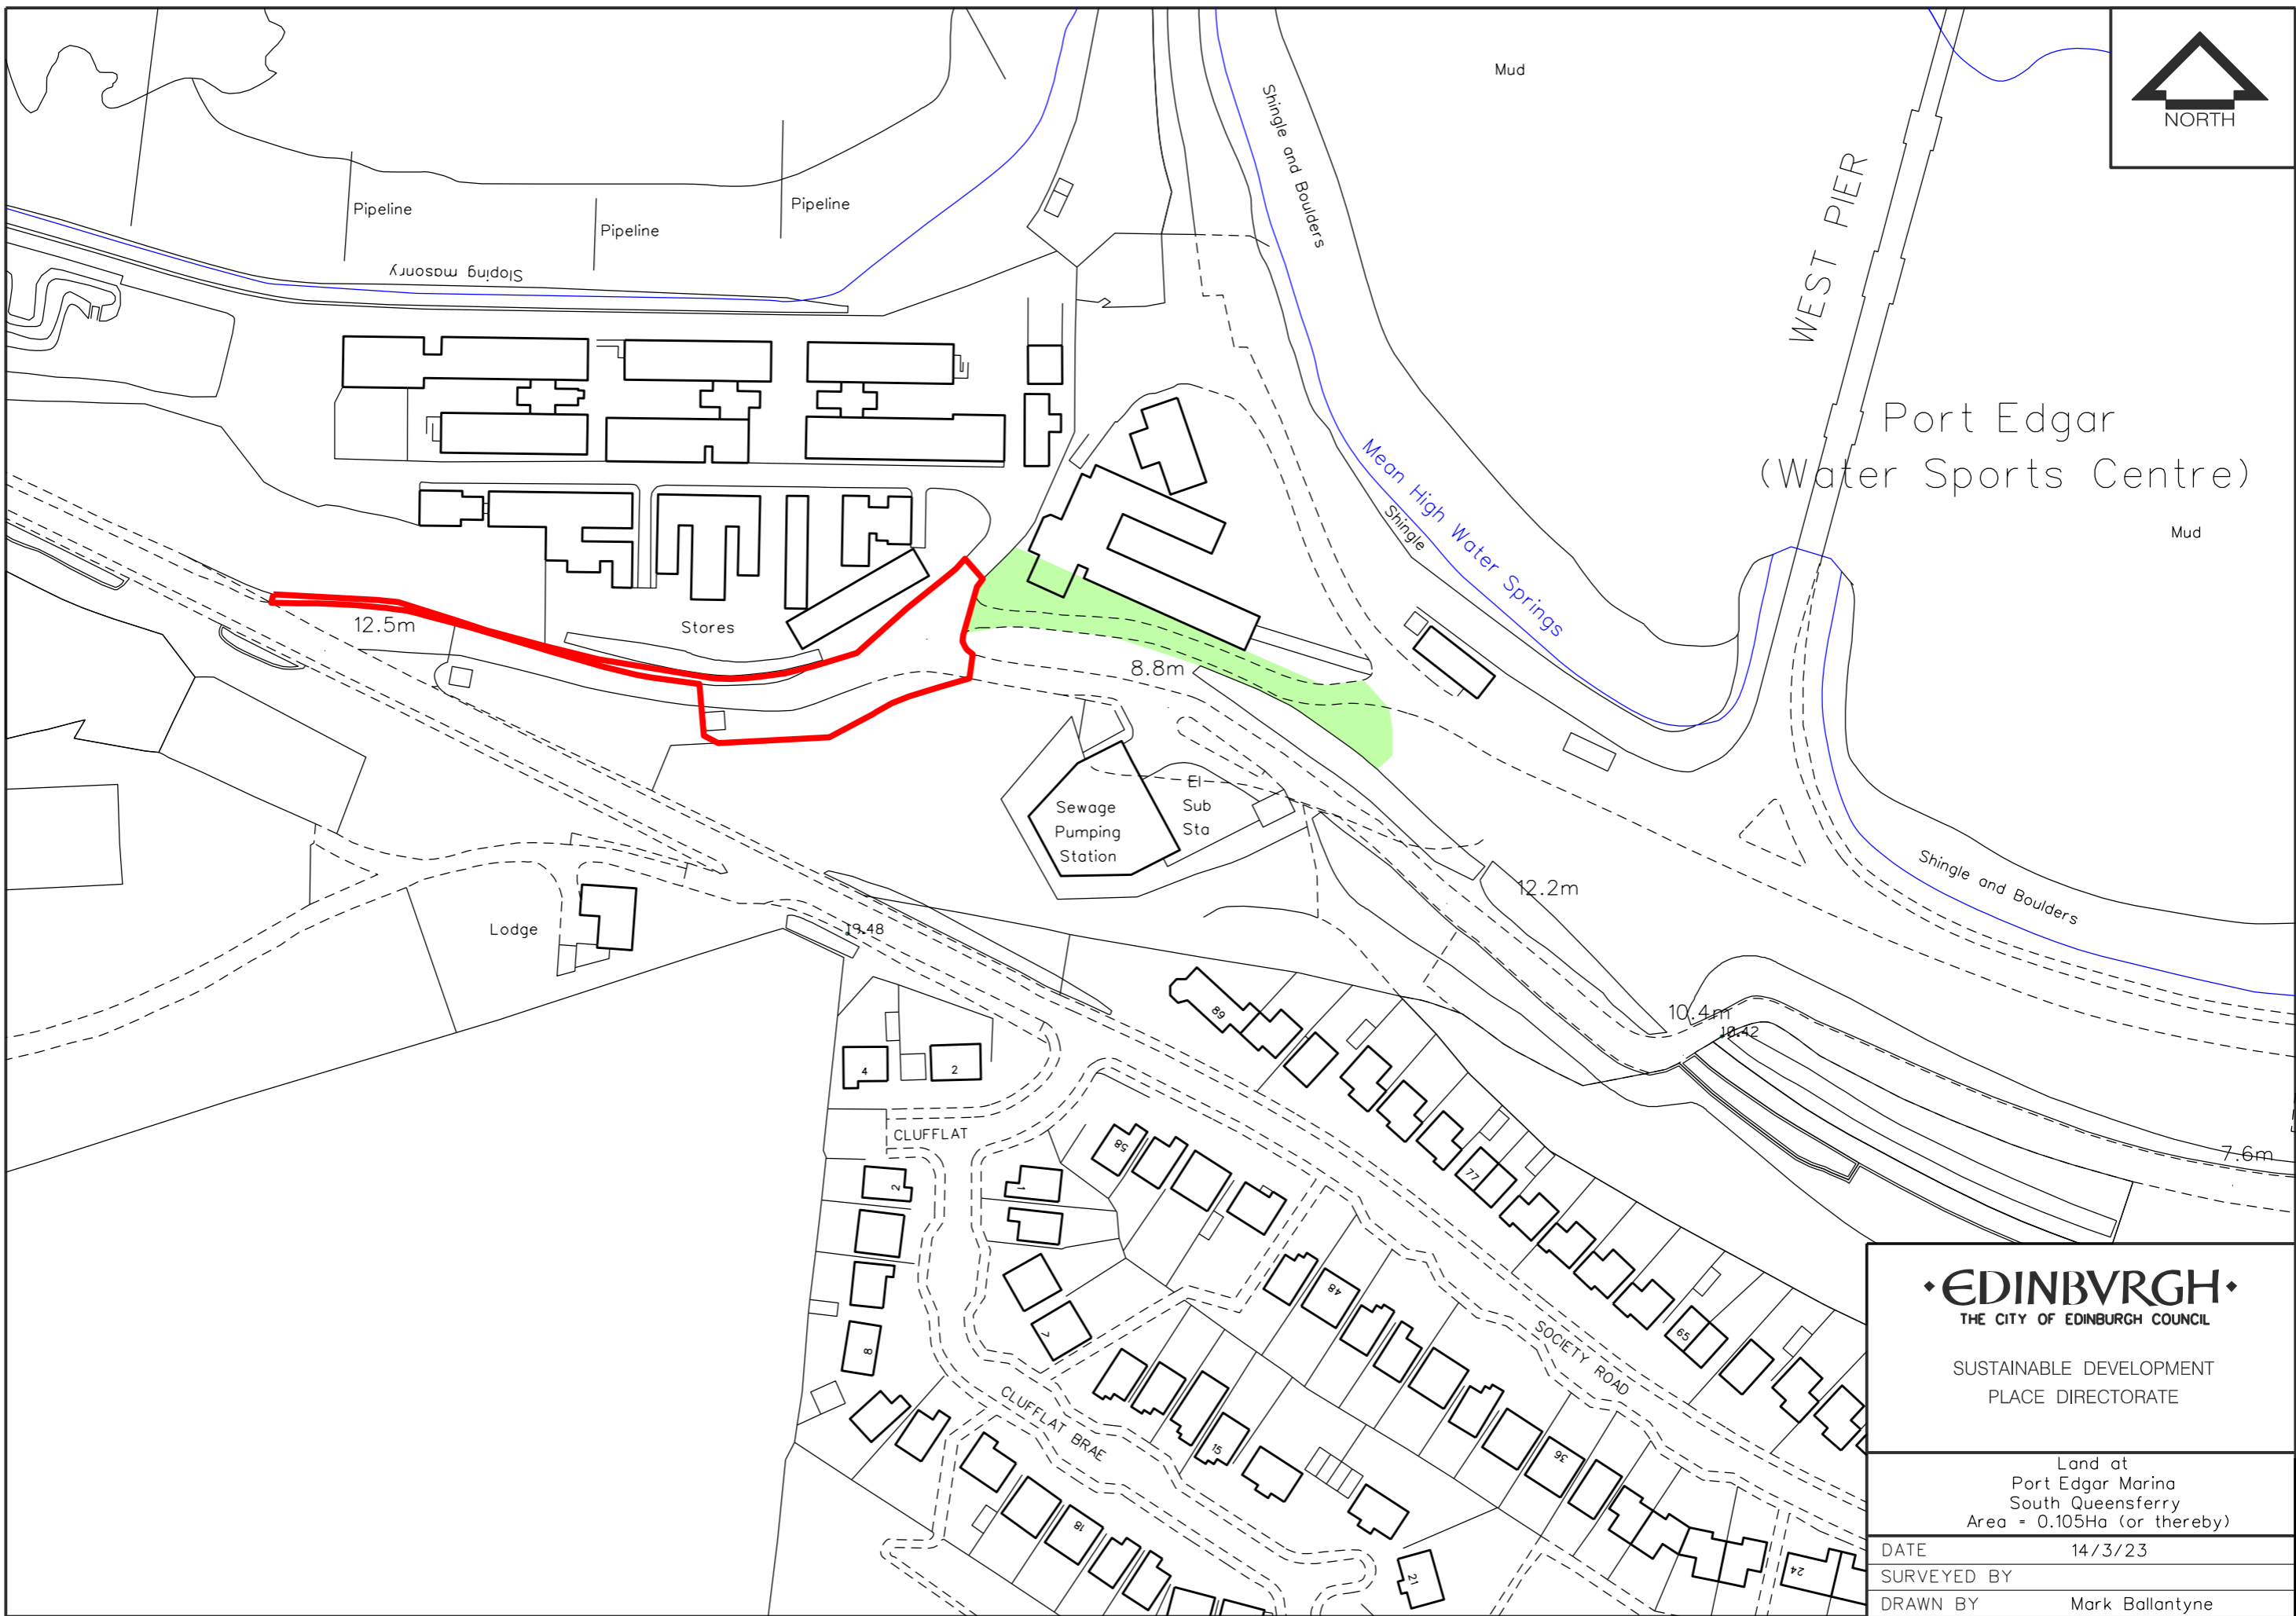 Mud
NORTH
Shingle and Boulders
WEST PIER
Pipeline
Pipeline
Pipeline
Sloping masonry
Port Edgar
(Water Sports Centre)
Mean High Water Springs
Shingle
Mud
12.5m
Stores
8.8m
Sewage
Pumping
Station
El
Sub
Sta
12.2m
Shingle and Boulders
Lodge
19.48
10.4m
10.42
89
4
2
CLUFFLAT
58
77
7.6m
2
1
48
65
7
8
SOCIETY ROAD
CLUFFLAT BRAE
15
36
18
21
24
EDINBVRGH
THE CITY OF EDINBURGH COUNCIL
SUSTAINABLE DEVELOPMENT
PLACE DIRECTORATE
Land at
Port Edgar Marina
South Queensferry
Area = 0.105Ha (or thereby)
DATE 14/3/23
SURVEYED BY
DRAWN BY Mark Ballantyne